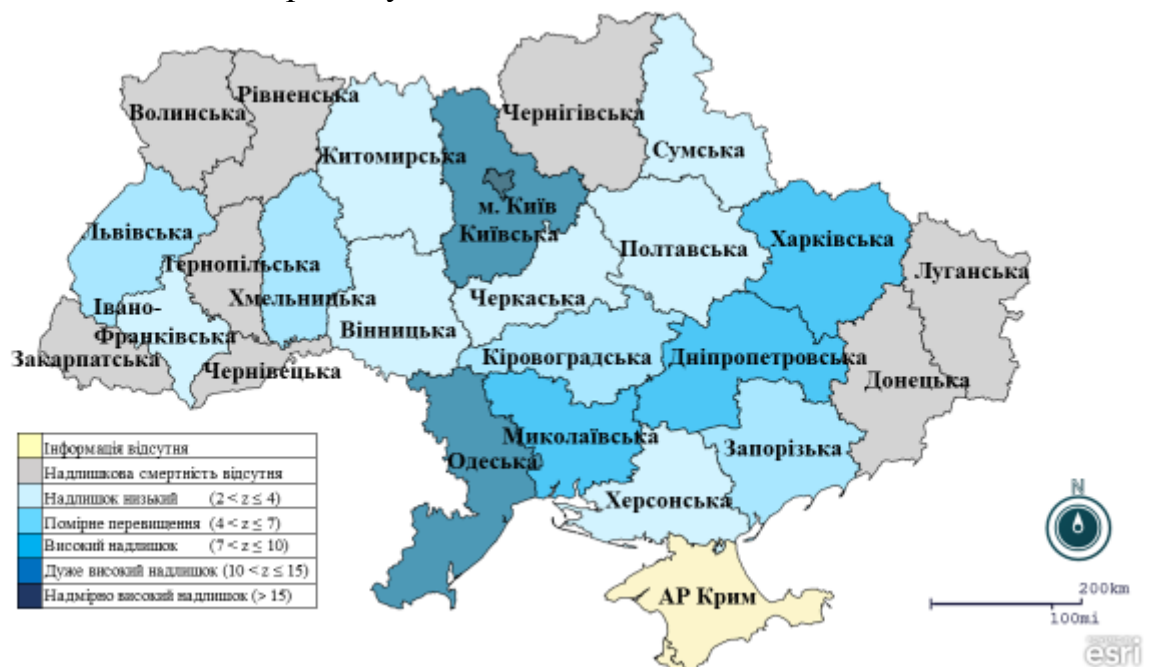 Волинська
Рівненська
Чернігівська
Житомирська
Сумська
м. Київ
Київська
Львівська
Полтавська
Харківська
Тернопільська
Луганська
Хмельницька
Черкаська
Івано-
Франківська
Вінницька
Закарпатська
Чернівецька
Кіровоградська
Дніпропетровська
Донецька
Миколаївська
Запорізька
Одеська
Херсонська
АР Крим
Інформація відсутня
Надлишкова смертність відсутня
Надлишок низький (2 < z ≤ 4)
Помірне перевищення (4 < z ≤ 7)
Високий надлишок (7 < z ≤ 10)
Дуже високий надлишок (10 < z ≤ 15)
Надмірно високий надлишок (> 15)
N
200km
100mi
esri